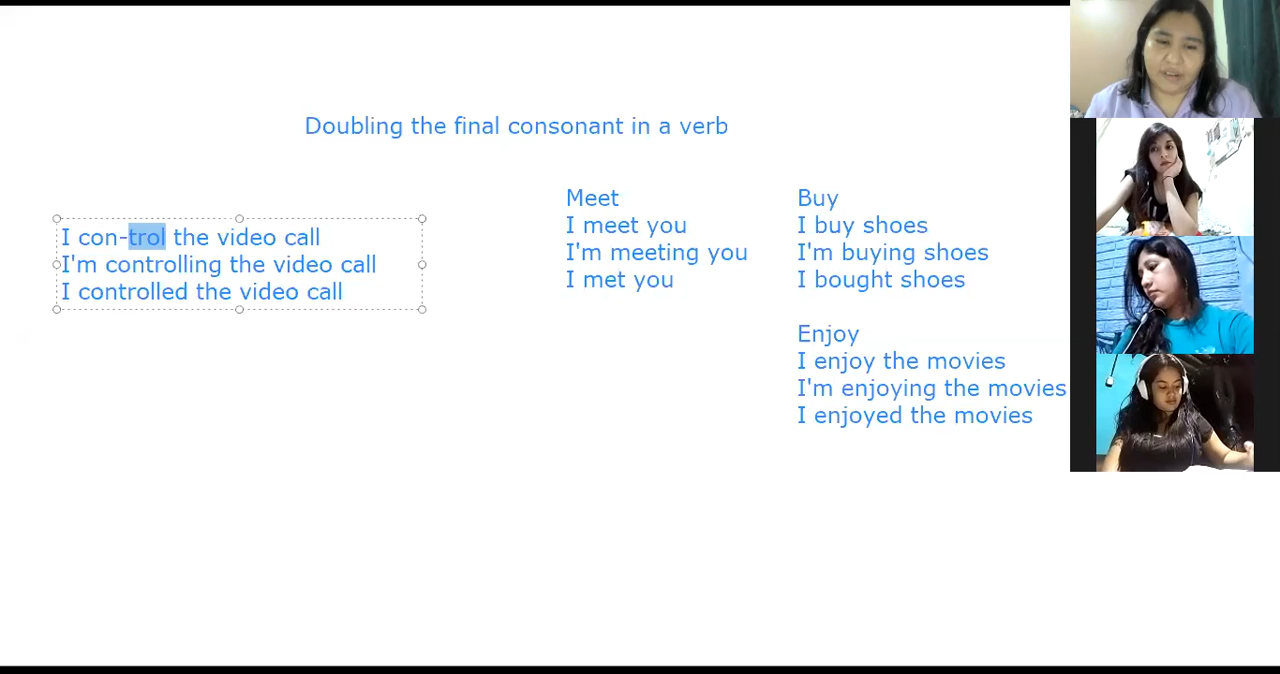 Doubling the final consonant in a verb
I con-trol the video call
I'm controlling the video call
I controlled the video call
Meet
I meet you
I'm meeting you
I met you
Buy
I buy shoes
I'm buying shoes
I bought shoes
Enjoy
I enjoy the movies
I'm enjoying the movies
I enjoyed the movies